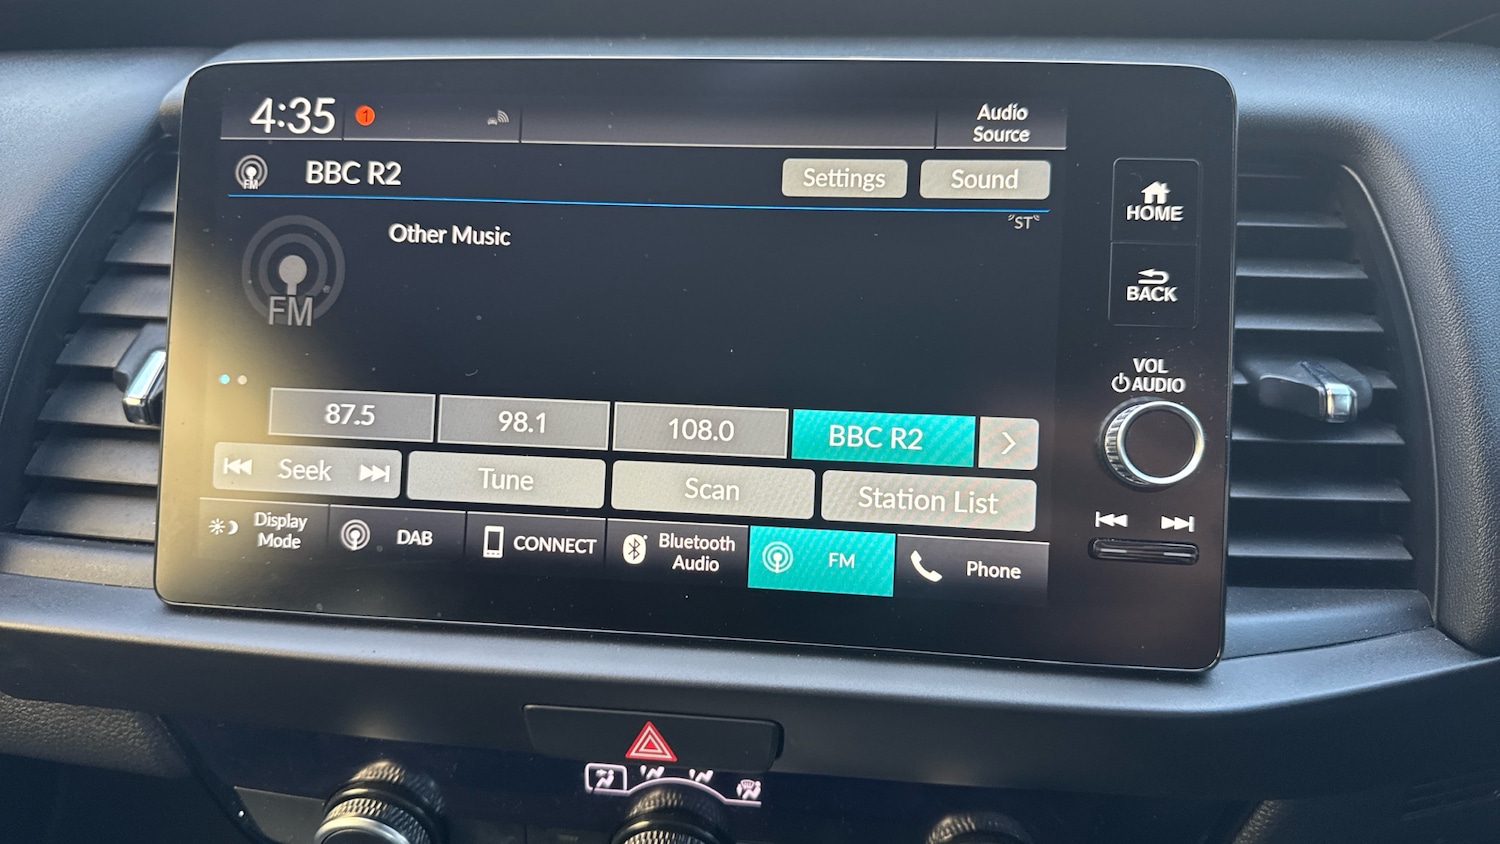 4:35
1
Audio
Source
FM
BBC R2
Settings
Sound
ST
Other Music
FM
HOME
BACK
VOL
AUDIO
87.5
98.1
108.0
BBC R2
Seek
Tune
Scan
Station List
Display
Mode
DAB
CONNECT
Bluetooth
Audio
FM
Phone